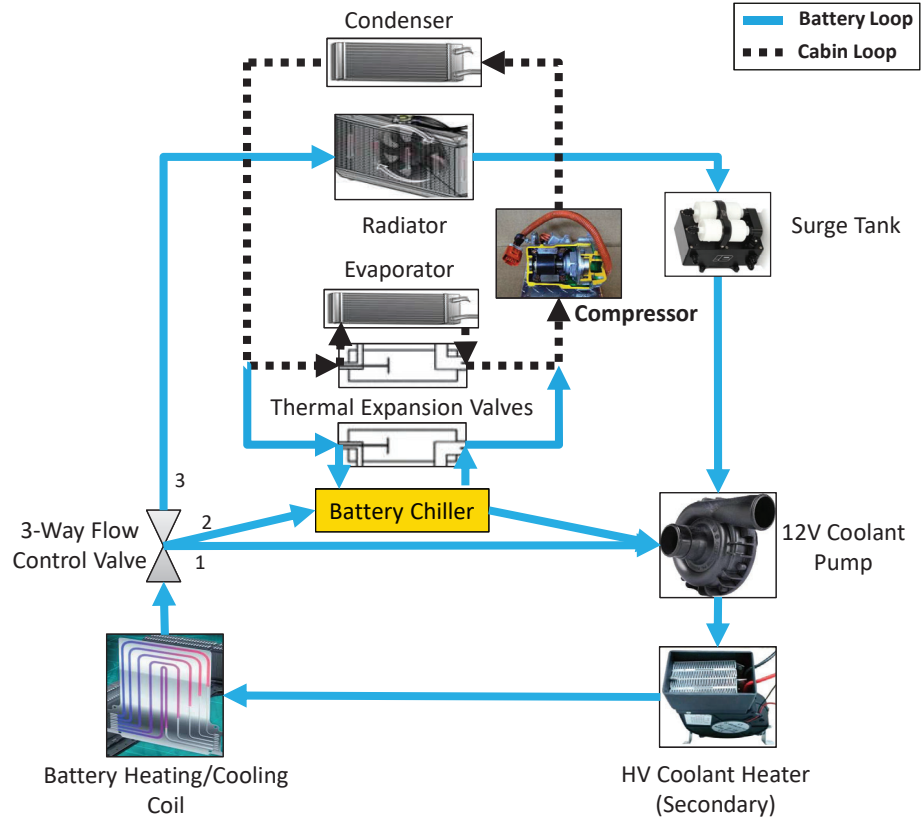 Condenser
Battery Loop
Cabin Loop
Radiator
Surge Tank
Evaporator
Compressor
Thermal Expansion Valves
3
2
1
Battery Chiller
3-Way Flow
Control Valve
12V Coolant
Pump
Battery Heating/Cooling
Coil
HV Coolant Heater
(Secondary)